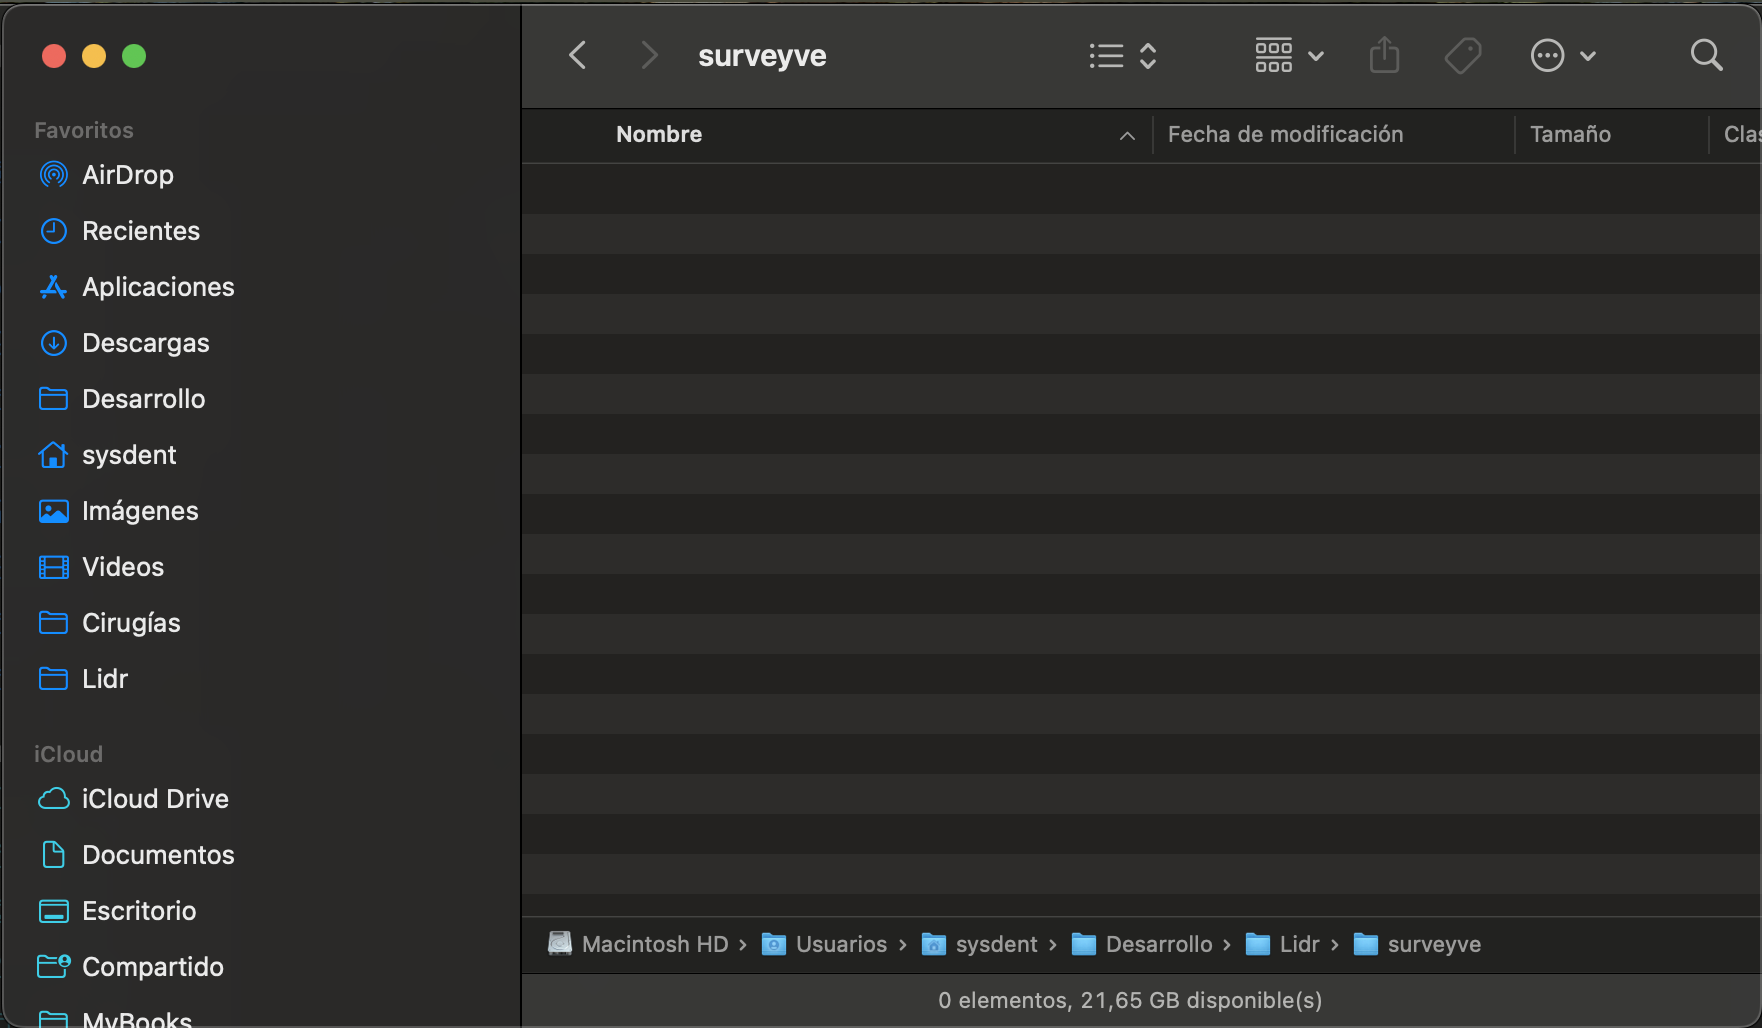 surveyve
Favoritos
AirDrop
Recientes
Aplicaciones
Descargas
Desarrollo
sysdent
Imágenes
Videos
Cirugías
Lidr
iCloud
iCloud Drive
Documentos
Escritorio
Compartido
MyBooks
Nombre Fecha de modificación Tamaño Clas
Macintosh HD › Usuarios › sysdent › Desarrollo › Lidr › surveyve
0 elementos, 21,65 GB disponible(s)